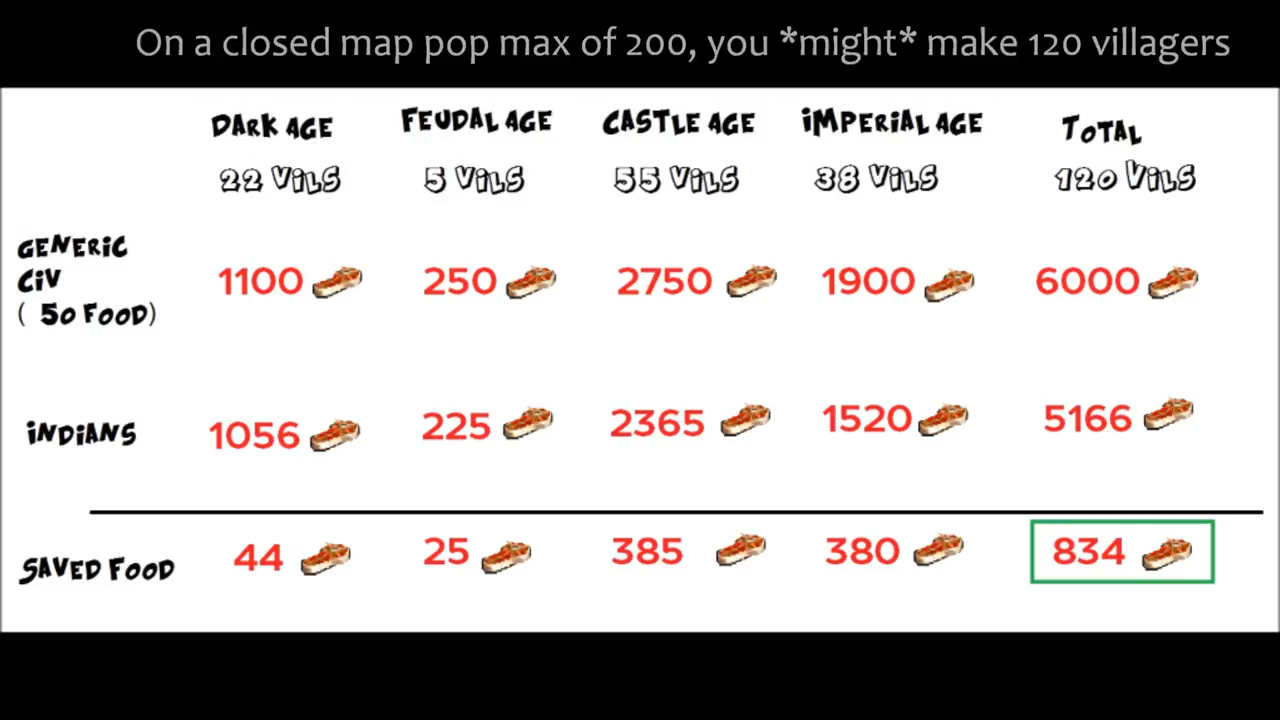 On a closed map pop max of 200, you *might* make 120 villagers
DARK AGE FEUDAL AGE CASTLE AGE iMPERIAL AGE TOTAL
22 ViLS 5 ViLS 55 ViLS 38 ViLS 120 ViLS
GENERiC
CiV
( 50 FOOD)
1100 250 2750 1900 6000
iNDiANS 1056 225 2365 1520 5166
SAVED FOOD 44 25 385 380 834